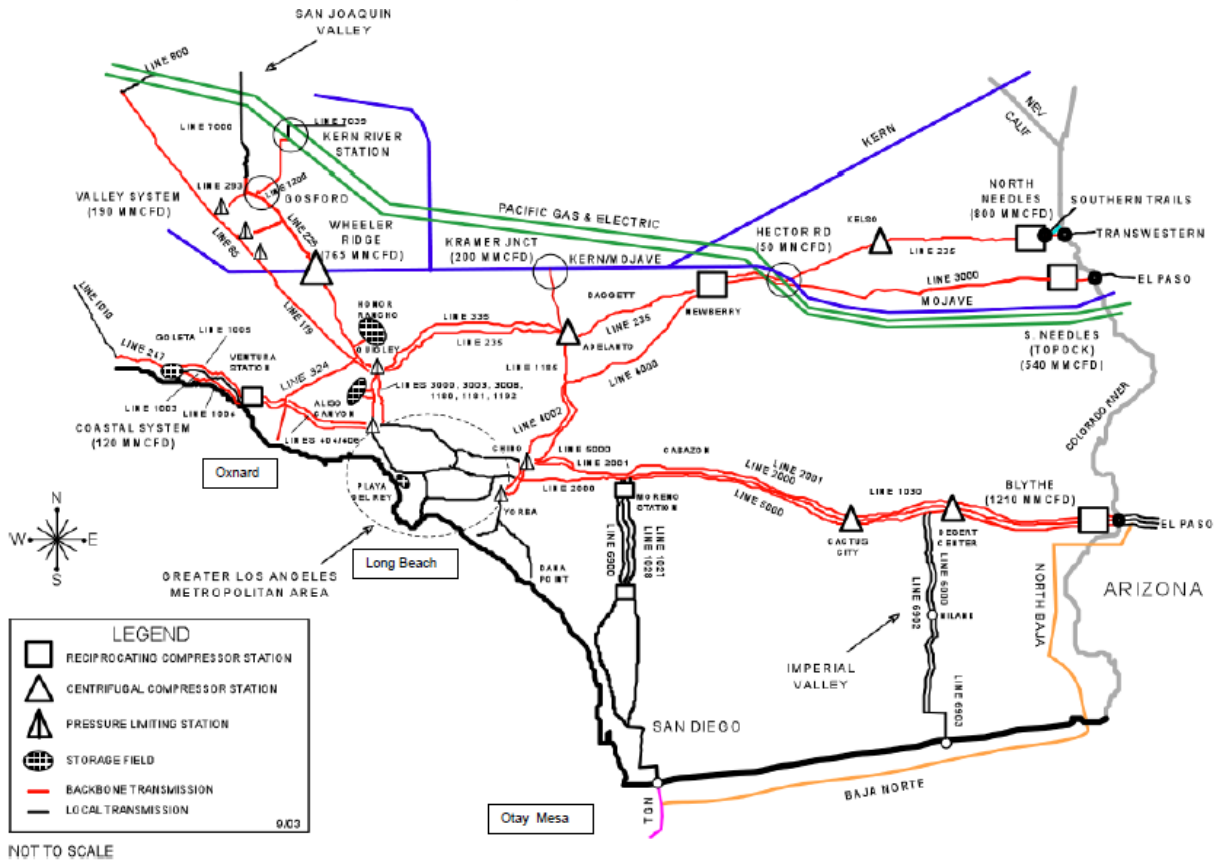 SAN JOAQUIN
VALLEY
LINE 800
LINE 7000
LINE 7039
KERN RIVER
STATION
NEV
CALIF
KERN
VALLEY SYSTEM
(190 MMCFD)
LINE 293
GOSFORD
WHEELER
RIDGE
(765 MMCFD)
LINE 225
LINE 85
PACIFIC GAS & ELECTRIC
KRAMER JNCT
(200 MMCFD)
KERN/MOJAVE
HECTOR RD
(50 MMCFD)
KELSO
NORTH
NEEDLES
(800 MMCFD)
SOUTHERN TRAILS
TRANSWESTERN
LINE 235
LINE 3000
EL PASO
MOJAVE
S. NEEDLES
(TOPOCK)
(540 MMCFD)
LINE 1010
GOLETA
LINE 1005
LINE 247
VENTURA
STATION
LINE 119
HONOR
RANCHO
QUIGLEY
LINE 335
LINE 235
DAGGETT
LINE 235
NEWBERRY
ADELANTO
LINE 1185
LINE 4000
LINE 324
LINE 1003
LINE 1004
COASTAL SYSTEM
(120 MMCFD)
ALISO
CANYON
LINES 3000, 3003, 3008,
1180, 1181, 1192
LINES 404/406
LINE 4002
CHINO
LINE 5000
LINE 2001
CABAZON
LINE 2001
LINE 2000
LINE 5000
LINE 2000
COLORADO RIVER
Oxnard
PLAYA
DEL REY
YORBA
MORENO
STATION
LINE 1030
BLYTHE
(1210 MMCFD)
CACTUS
CITY
DESERT
CENTER
EL PASO
N
W
E
S
Long Beach
GREATER LOS ANGELES
METROPOLITAN AREA
DANA
POINT
LINE 6900
LINE 1027
LINE 1028
LINE 6000
LINE 6902
NILAND
NORTH BAJA
ARIZONA
IMPERIAL
VALLEY
LINE 6903
SAN DIEGO
BAJA NORTE
TGN
Otay Mesa
LEGEND
RECIPROCATING COMPRESSOR STATION
CENTRIFUGAL COMPRESSOR STATION
PRESSURE LIMITING STATION
STORAGE FIELD
BACKBONE TRANSMISSION
LOCAL TRANSMISSION
9/03
NOT TO SCALE